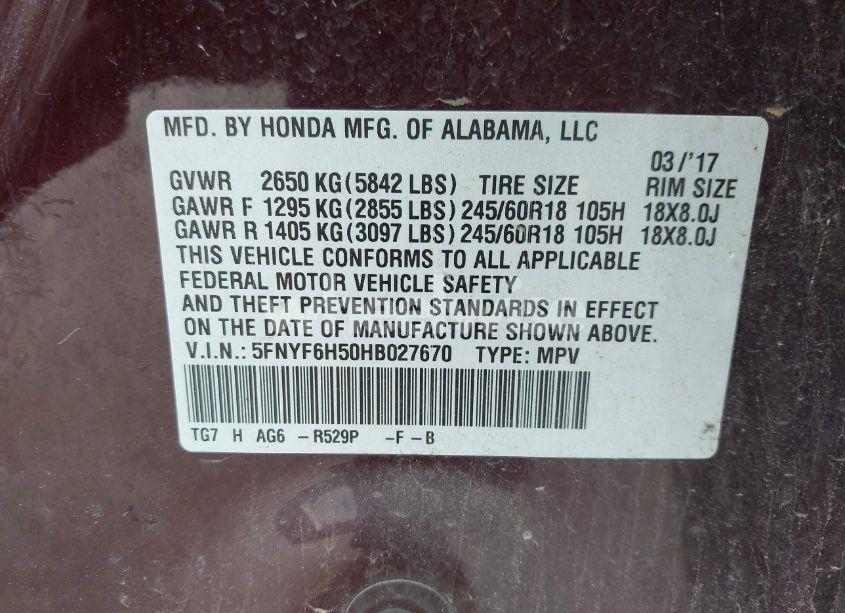 MFD. BY HONDA MFG. OF ALABAMA, LLC
03/'17
GVWR 2650 KG (5842 LBS) TIRE SIZE RIM SIZE
GAWR F 1295 KG (2855 LBS) 245/60R18 105H 18X8.0J
GAWR R 1405 KG (3097 LBS) 245/60R18 105H 18X8.0J
THIS VEHICLE CONFORMS TO ALL APPLICABLE
FEDERAL MOTOR VEHICLE SAFETY
AND THEFT PREVENTION STANDARDS IN EFFECT
ON THE DATE OF MANUFACTURE SHOWN ABOVE.
V.I.N.: 5FNYF6H50HB027670 TYPE: MPV
TG7 H AG6 -R529P -F -B